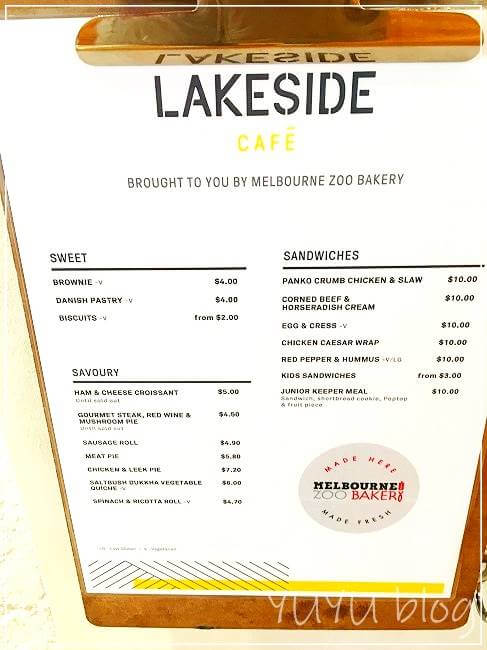 LAKESIDE
CAFÉ
BROUGHT TO YOU BY MELBOURNE ZOO BAKERY
SWEET
BROWNIE -V $4.00
DANISH PASTRY -V $4.00
BISCUITS -V from $2.00
SAVOURY
HAM & CHEESE CROISSANT $5.00
Until sold out
GOURMET STEAK, RED WINE & $4.50
MUSHROOM PIE
Until sold out
SAUSAGE ROLL $4.90
MEAT PIE $5.80
CHICKEN & LEEK PIE $7.20
SALTBUSH DUKKHA VEGETABLE $6.00
QUICHE -V
SPINACH & RICOTTA ROLL -V $4.70
SANDWICHES
PANKO CRUMB CHICKEN & SLAW $10.00
CORNED BEEF & $10.00
HORSERADISH CREAM
EGG & CRESS -V $10.00
CHICKEN CAESAR WRAP $10.00
RED PEPPER & HUMMUS -V/LG $10.00
KIDS SANDWICHES from $3.00
JUNIOR KEEPER MEAL $10.00
Sandwich, shortbread cookie, Poptop
& fruit piece
MADE HERE
MELBOURNE
ZOO BAKERY
MADE FRESH
Low Gluten V - Vegetarian
YUYU blog